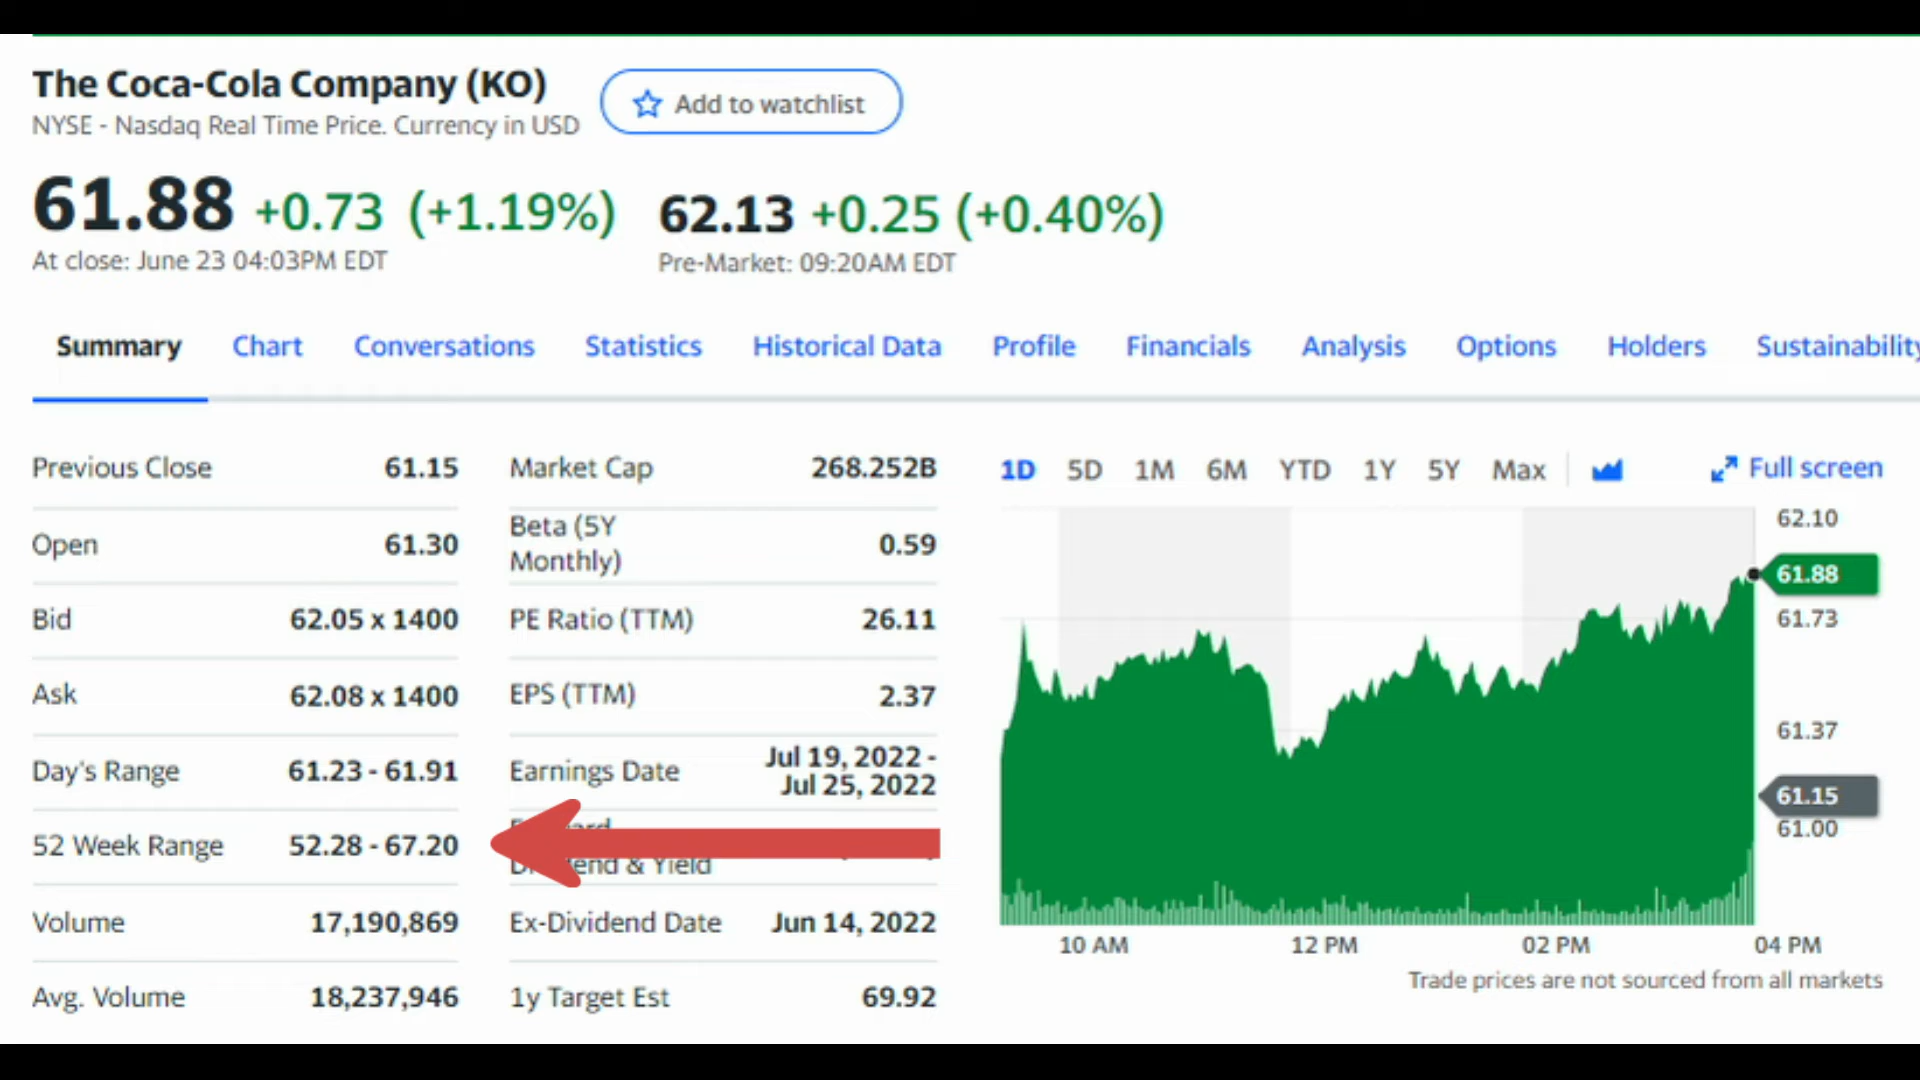 The Coca-Cola Company (KO)
Add to watchlist
NYSE - Nasdaq Real Time Price. Currency in USD
61.88 +0.73 (+1.19%) 62.13 +0.25 (+0.40%)
At close: June 23 04:03PM EDT
Pre-Market: 09:20AM EDT
Summary Chart Conversations Statistics Historical Data Profile Financials Analysis Options Holders Sustainability
Previous Close 61.15
Open 61.30
Bid 62.05 x 1400
Ask 62.08 x 1400
Day's Range 61.23 - 61.91
52 Week Range 52.28 - 67.20
Volume 17,190,869
Avg. Volume 18,237,946
Market Cap 268.252B
Beta (5Y
Monthly) 0.59
PE Ratio (TTM) 26.11
EPS (TTM) 2.37
Earnings Date Jul 19, 2022 -
Jul 25, 2022
& Yield
Ex-Dividend Date Jun 14, 2022
1y Target Est 69.92
1D 5D 1M 6M YTD 1Y 5Y Max Full screen
62.10
61.88
61.73
61.37
61.15
61.00
10 AM 12 PM 02 PM 04 PM
Trade prices are not sourced from all markets